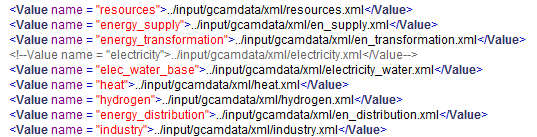 <Value name = "resources">../input/gcamdata/xml/resources.xml</Value>
<Value name = "energy_supply">../input/gcamdata/xml/en_supply.xml</Value>
<Value name = "energy_transformation">../input/gcamdata/xml/en_transformation.xml</Value>
<!--Value name = "electricity">../input/gcamdata/xml/electricity.xml</Value-->
<Value name = "elec_water_base">../input/gcamdata/xml/electricity_water.xml</Value>
<Value name = "heat">../input/gcamdata/xml/heat.xml</Value>
<Value name = "hydrogen">../input/gcamdata/xml/hydrogen.xml</Value>
<Value name = "energy_distribution">../input/gcamdata/xml/en_distribution.xml</Value>
<Value name = "industry">../input/gcamdata/xml/industry.xml</Value>